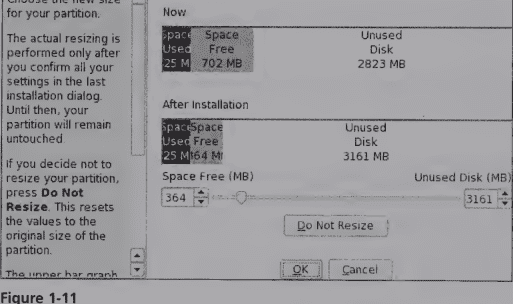 Choose the new size
for your partition.
The actual resizing is
performed only after
you confirm all your
settings in the last
installation dialog.
Until then, your
partition will remain
untouched.
If you decide not to
resize your partition,
press Do Not
Resize. This resets
the values to the
original size of the
partition.
The upper bar graph
Now
Space
Used
25 M
Space
Free
702 MB
Unused
Disk
2823 MB
After Installation
Space
Used
25 M
Space
Free
364 M
Unused
Disk
3161 MB
Space Free (MB)
Unused Disk (MB)
364
3161
Do Not Resize
OK
Cancel
Figure 1-11